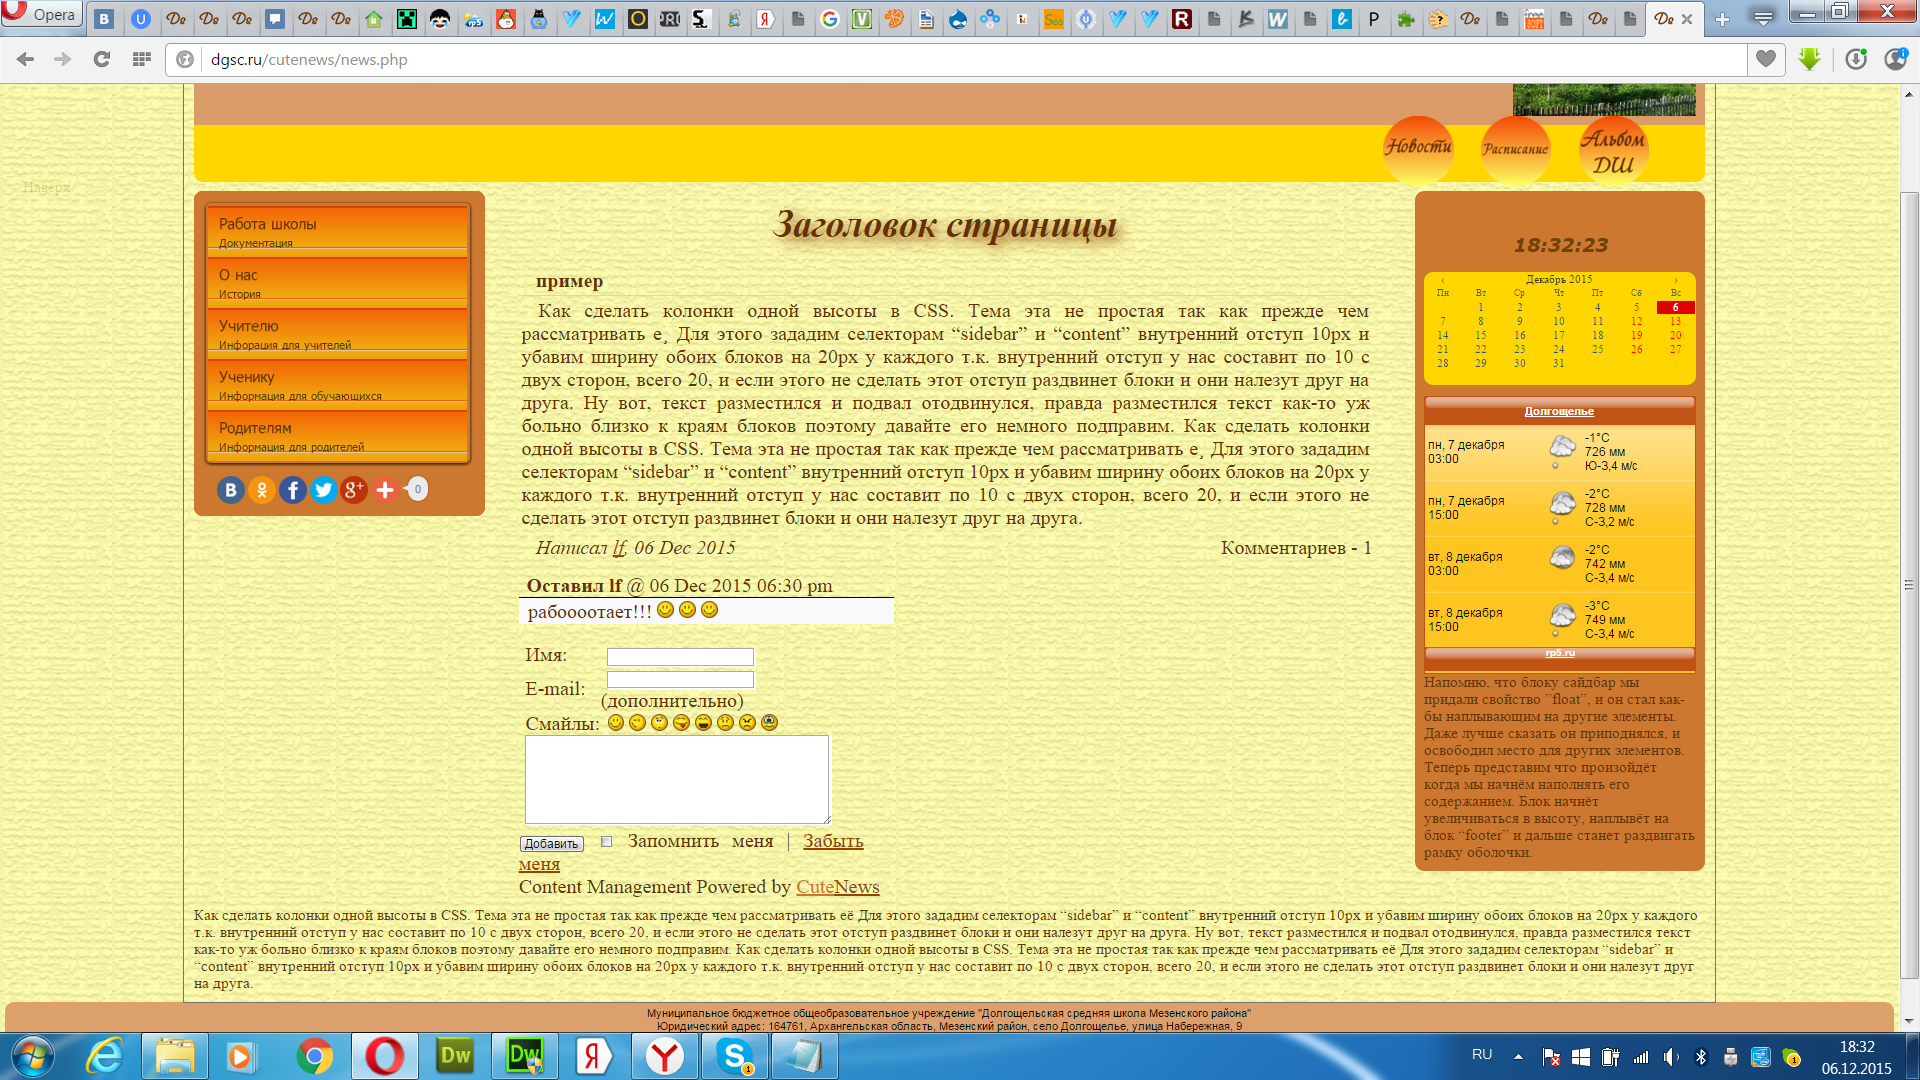 Opera
dgsc.ru/cutenews/news.php
Новости
Расписание
Альбом ДШ
Наверх
Работа школы
Документация
О нас
История
Учителю
Инфорация для учителей
Ученику
Информация для обучающихся
Родителям
Информация для родителей
0
Заголовок страницы
пример
Как сделать колонки одной высоты в CSS. Тема эта не простая так как прежде чем
рассматривать е¸ Для этого зададим селекторам “sidebar” и “content” внутренний отступ 10px и
убавим ширину обоих блоков на 20px у каждого т.к. внутренний отступ у нас составит по 10 с
двух сторон, всего 20, и если этого не сделать этот отступ раздвинет блоки и они налезут друг на
друга. Ну вот, текст разместился и подвал отодвинулся, правда разместился текст как-то уж
больно близко к краям блоков поэтому давайте его немного подправим. Как сделать колонки
одной высоты в CSS. Тема эта не простая так как прежде чем рассматривать е¸ Для этого зададим
селекторам “sidebar” и “content” внутренний отступ 10px и убавим ширину обоих блоков на 20px у
каждого т.к. внутренний отступ у нас составит по 10 с двух сторон, всего 20, и если этого не
сделать этот отступ раздвинет блоки и они налезут друг на друга.
Написал lf, 06 Dec 2015
Комментариев - 1
Оставил lf @ 06 Dec 2015 06:30 pm
рабоооотает!!!
Имя:
E-mail:
(дополнительно)
Смайлы:
Добавить Запомнить меня | Забыть
меня
Content Management Powered by CuteNews
18:32:23
‹ Декабрь 2015 ›
Пн Вт Ср Чт Пт Сб Вс
1 2 3 4 5 6
7 8 9 10 11 12 13
14 15 16 17 18 19 20
21 22 23 24 25 26 27
28 29 30 31
Долгощелье
пн, 7 декабря
03:00
-1°C
726 мм
Ю-3,4 м/с
пн, 7 декабря
15:00
-2°C
728 мм
С-3,2 м/с
вт, 8 декабря
03:00
-2°C
742 мм
С-3,4 м/с
вт, 8 декабря
15:00
-3°C
749 мм
С-3,4 м/с
rp5.ru
Напомню, что блоку сайдбар мы
придали свойство ”float”, и он стал как-
бы наплывающим на другие элементы.
Даже лучше сказать он приподнялся, и
освободил место для других элементов.
Теперь представим что произойдёт
когда мы начнём наполнять его
содержанием. Блок начнёт
увеличиваться в высоту, наплывёт на
блок “footer” и дальше станет раздвигать
рамку оболочки.
Как сделать колонки одной высоты в CSS. Тема эта не простая так как прежде чем рассматривать её Для этого зададим селекторам “sidebar” и “content” внутренний отступ 10px и убавим ширину обоих блоков на 20px у каждого
т.к. внутренний отступ у нас составит по 10 с двух сторон, всего 20, и если этого не сделать этот отступ раздвинет блоки и они налезут друг на друга. Ну вот, текст разместился и подвал отодвинулся, правда разместился текст
как-то уж больно близко к краям блоков поэтому давайте его немного подправим. Как сделать колонки одной высоты в CSS. Тема эта не простая так как прежде чем рассматривать её Для этого зададим селекторам “sidebar” и
“content” внутренний отступ 10px и убавим ширину обоих блоков на 20px у каждого т.к. внутренний отступ у нас составит по 10 с двух сторон, всего 20, и если этого не сделать этот отступ раздвинет блоки и они налезут друг
на друга.
Муниципальное бюджетное общеобразовательное учреждение "Долгощельская средняя школа Мезенского района"
Юридический адрес: 164761, Архангельская область, Мезенский район, село Долгощелье, улица Набережная, 9
RU
18:32
06.12.2015